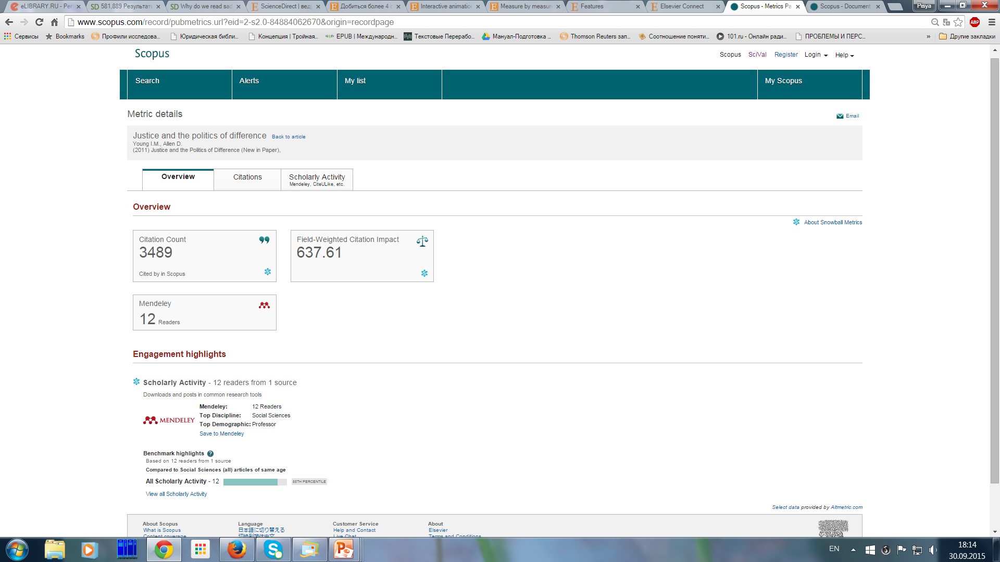 eLIBRARY.RU - Рег
SD 581,889 Результат
SD Why do we read sad
ScienceDirect | вед
Добиться более 4 с
Interactive animation
Measure by measur
Features
Elsevier Connect
Scopus - Metrics Pa
Scopus - Document
Pisya
www.scopus.com/record/pubmetrics.url?eid=2-s2.0-84884062670&origin=recordpage
ABP
Сервисы
Bookmarks
Профили исследова...
Юридическая библи...
Концепция | Тройная...
EPUB | Международн...
Текстовые Перерабо...
Мануал-Подготовка ...
Thomson Reuters зап...
Соотношение поняти...
101.ru - Онлайн ради...
ПРОБЛЕМЫ И ПЕРС...
»
Другие закладки
Scopus
Scopus SciVal Register Login Help
Search Alerts My list My Scopus
Metric details
Email
Justice and the politics of difference Back to article
Young I.M., Allen D.
(2011) Justice and the Politics of Difference (New in Paper),
Overview Citations Scholarly Activity
Mendeley, CiteULike, etc.
Overview
About Snowball Metrics
Citation Count
3489
Cited by in Scopus
Field-Weighted Citation Impact
637.61
Mendeley
12 Readers
Engagement highlights
Scholarly Activity - 12 readers from 1 source
Downloads and posts in common research tools
MENDELEY
Mendeley: 12 Readers
Top Discipline: Social Sciences
Top Demographic: Professor
Save to Mendeley
Benchmark highlights ?
Based on 12 readers from 1 source
Compared to Social Sciences (all) articles of same age
All Scholarly Activity - 12 85TH PERCENTILE
View all Scholarly Activity
Select data provided by Altmetric.com
About Scopus Language Customer Service About
What is Scopus 日本語に切り替える Help and Contact Elsevier
Content coverage 切换到简体中文 Live Chat Terms and Conditions
EN
18:14
30.09.2015